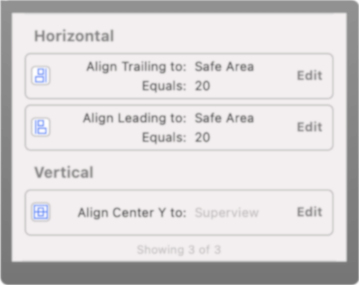 Horizontal
Align Trailing to: Safe Area
Equals: 20
Edit
Align Leading to: Safe Area
Equals: 20
Edit
Vertical
Align Center Y to: Superview
Edit
Showing 3 of 3